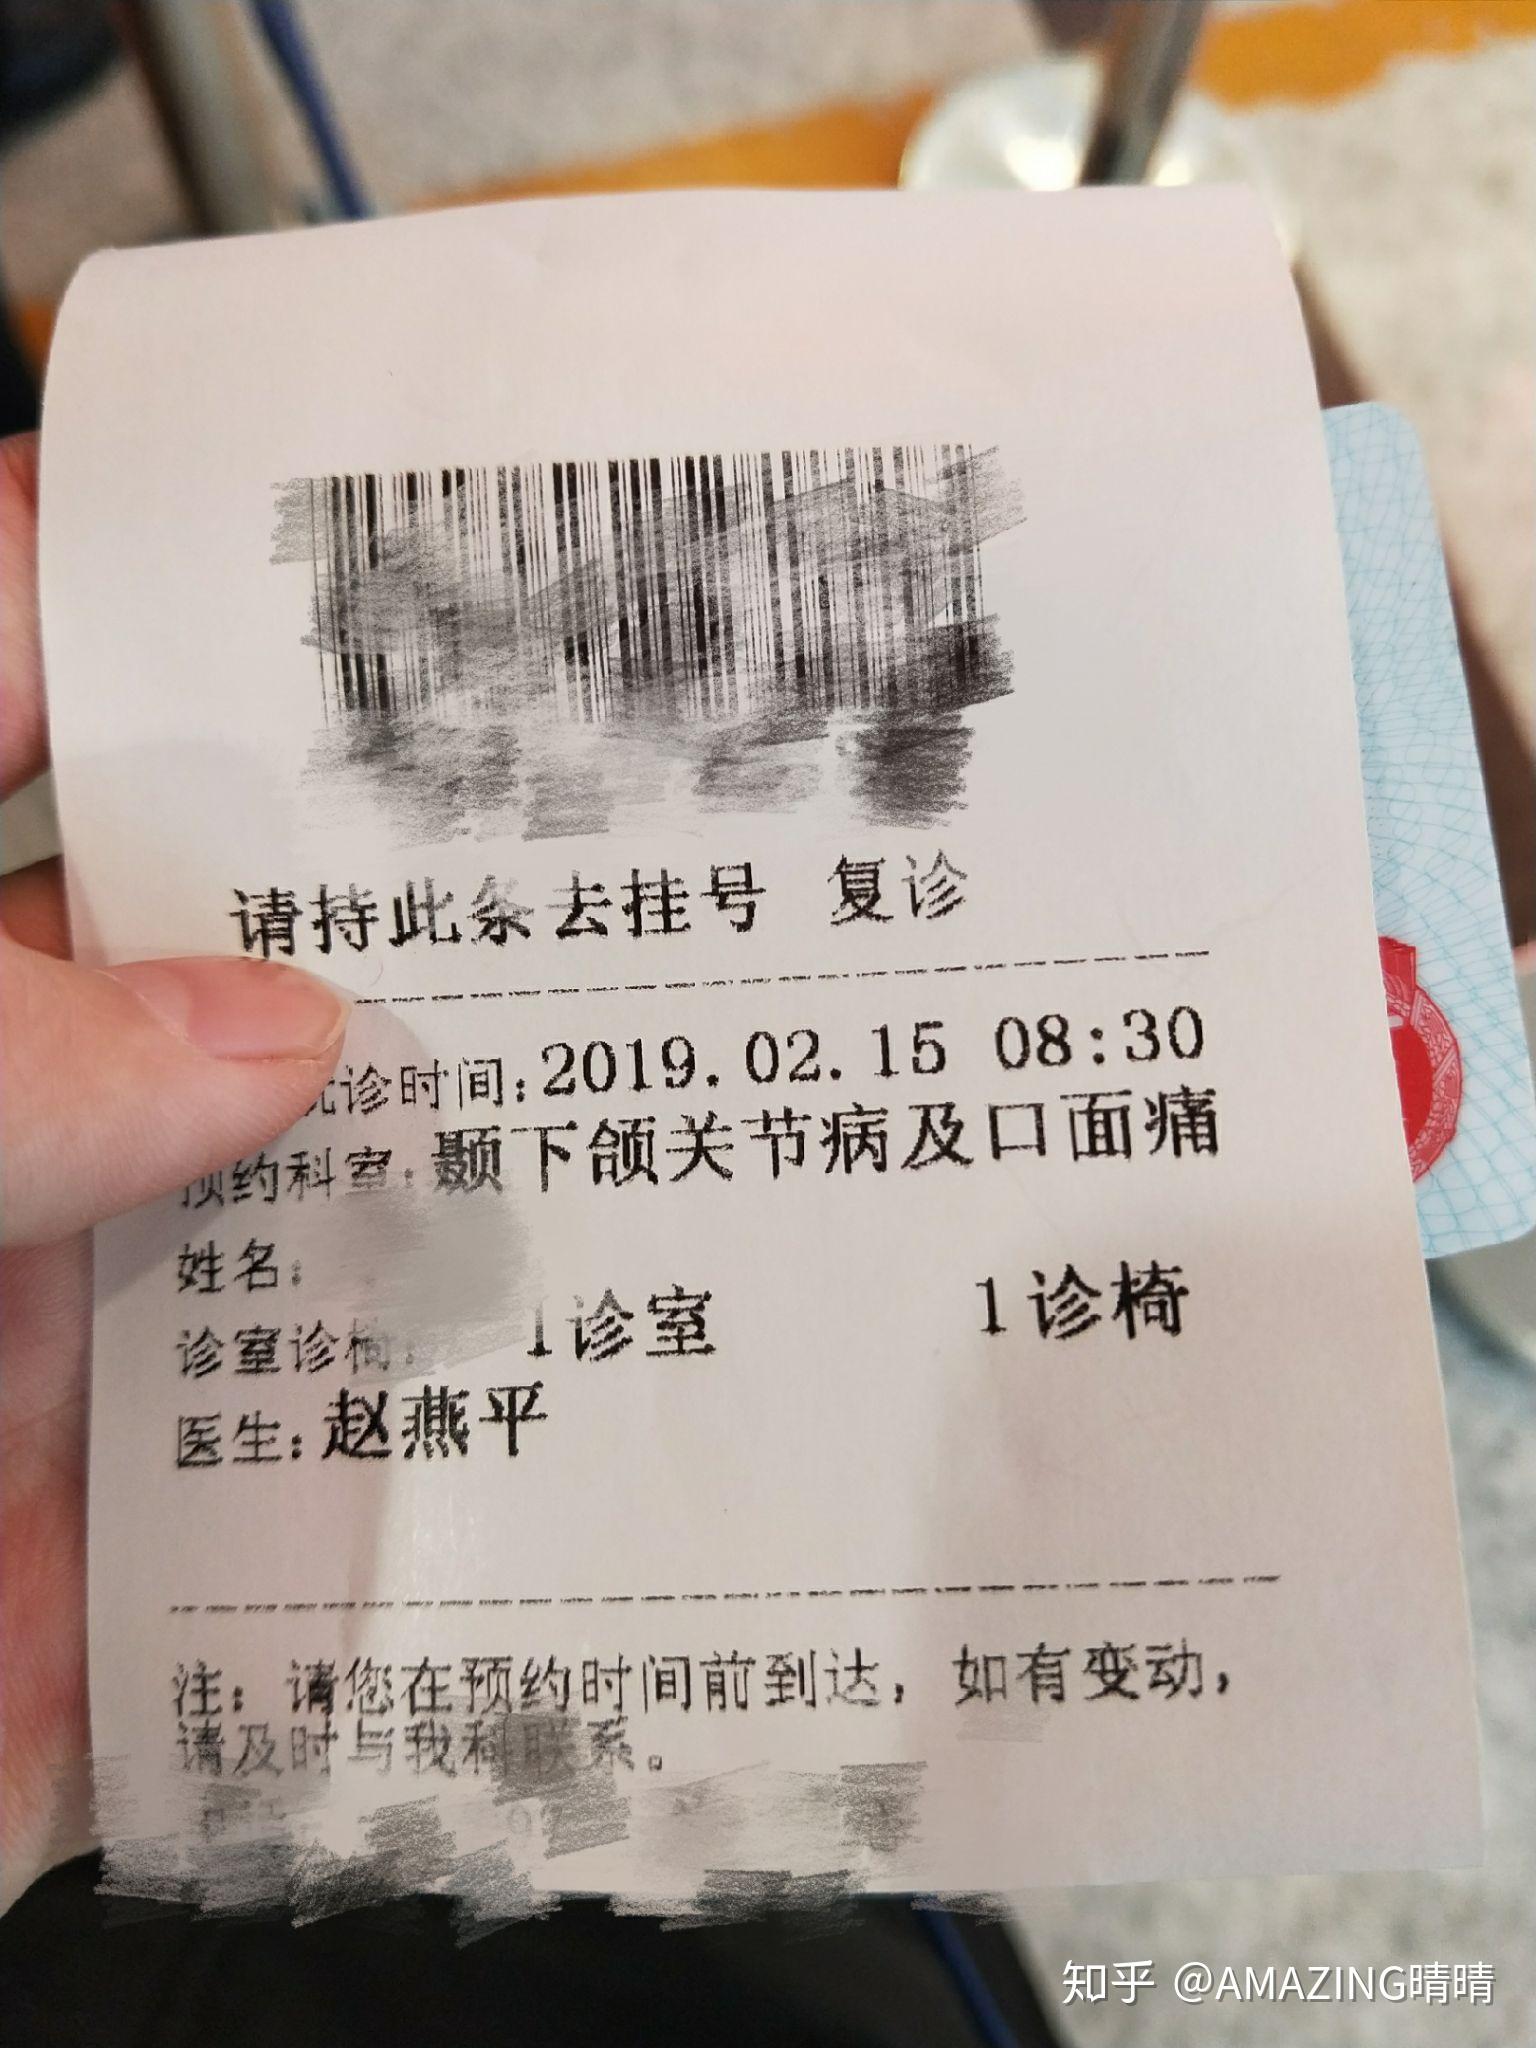 请持此条去挂号 复诊
就诊时间:2019.02.15 08:30
预约科室:颞下颌关节病及口面痛
姓名:
诊室诊椅: 1诊室 1诊椅
医生:赵燕平
注：请您在预约时间前到达，如有变动，
请及时与我科联系。
知乎 @AMAZING晴晴